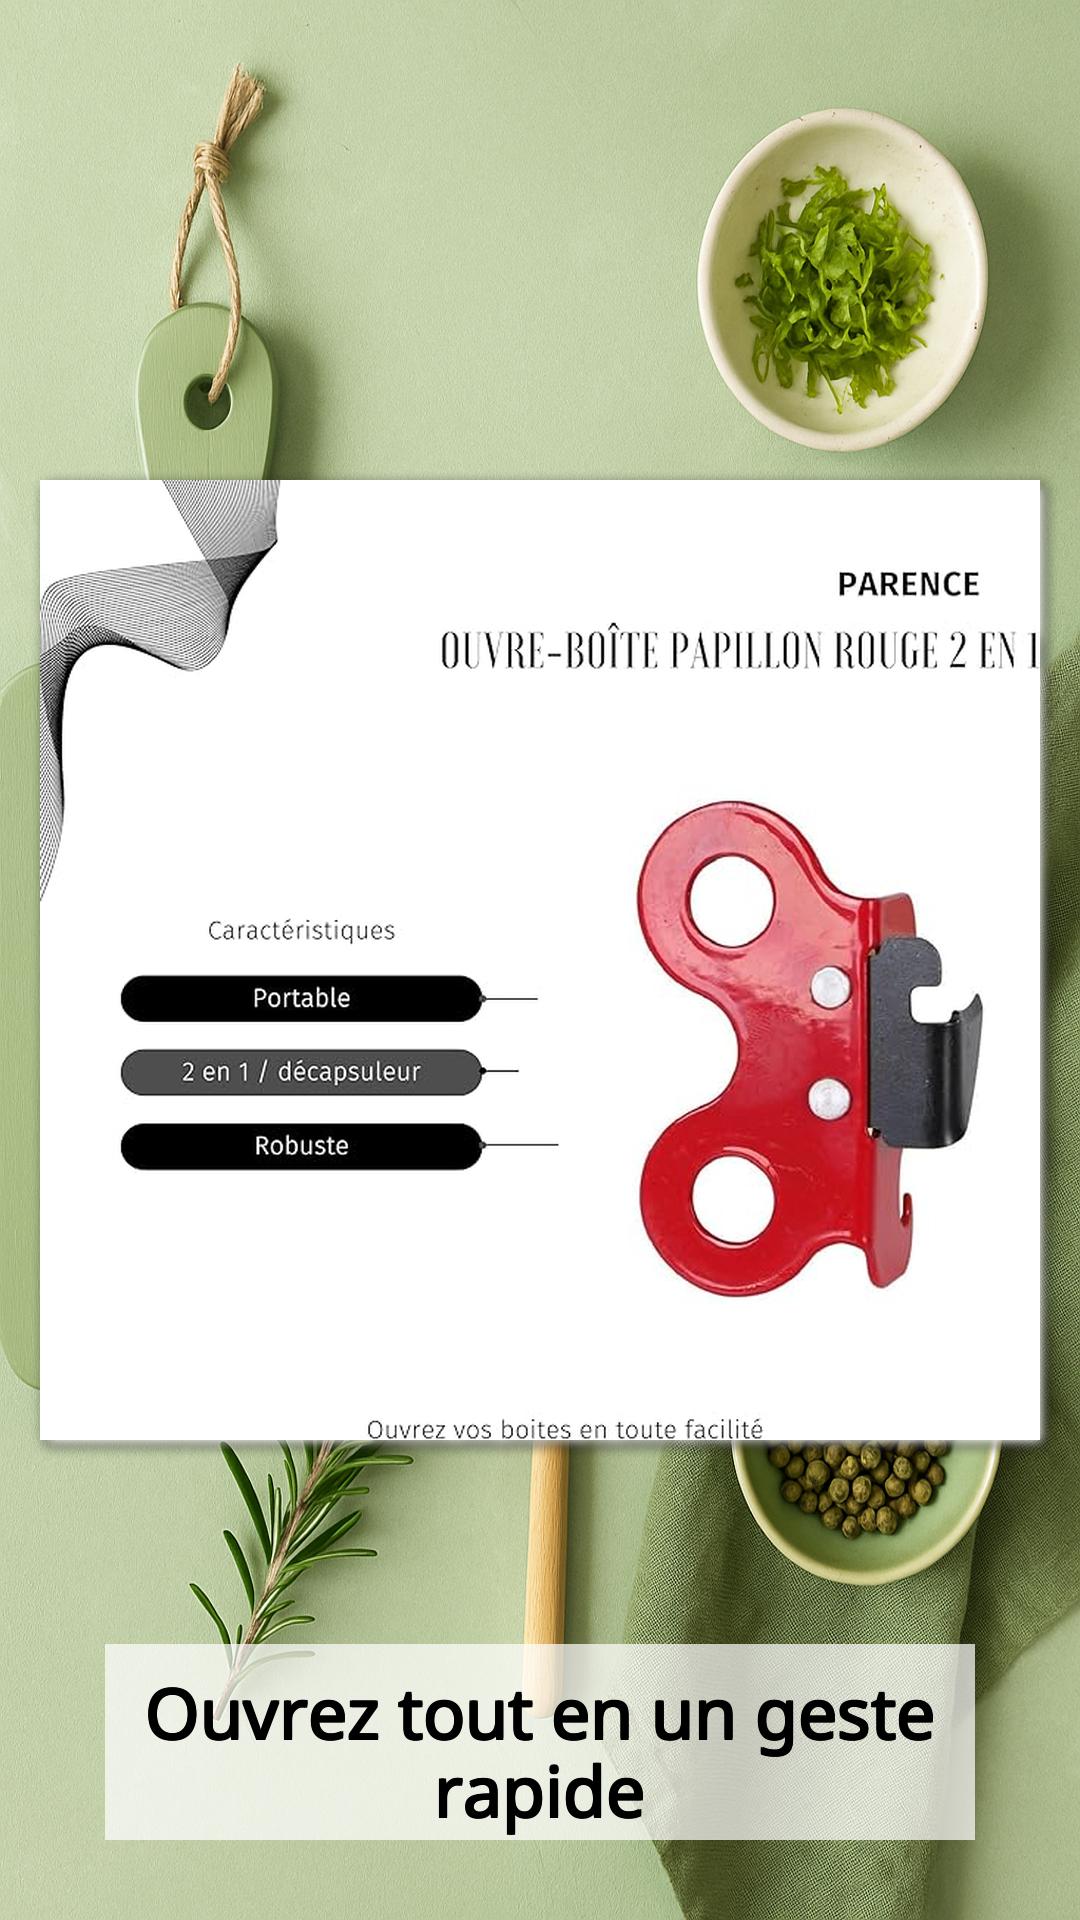 PARENCE
OUVRE-BOÎTE PAPILLON ROUGE 2 EN 1
Caractéristiques
Portable
2 en 1 / décapsuleur
Robuste
Ouvrez vos boites en toute facilité
Ouvrez tout en un geste
rapide